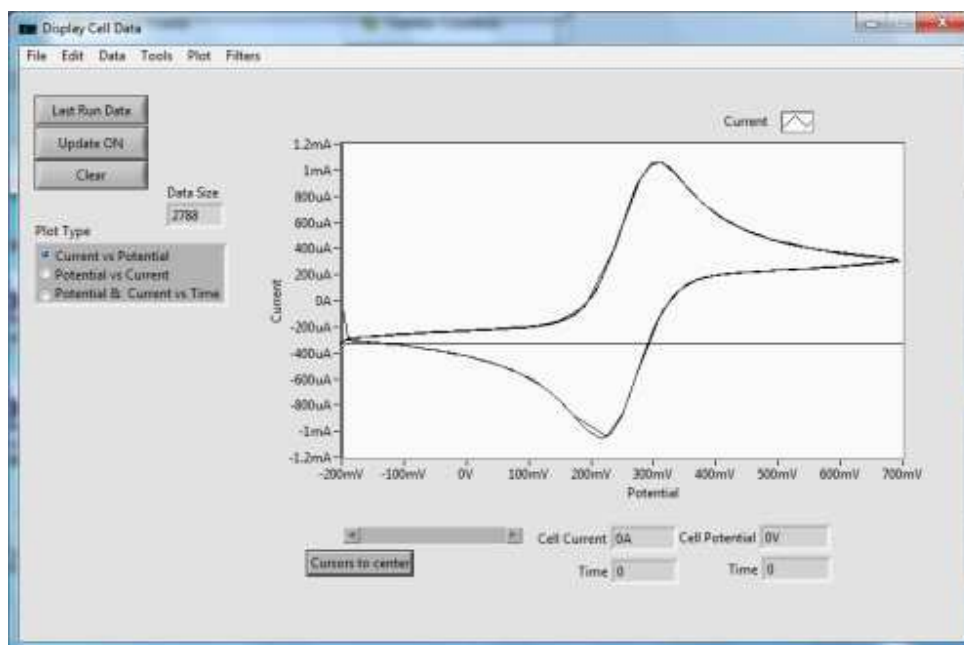 Display Cell Data
File Edit Data Tools Plot Filters
Last Run Data
Update ON
Clear
Data Size
2788
Plot Type
Current vs Potential
Potential vs Current
Potential & Current vs Time
Current
1.2mA
1mA
800uA
600uA
400uA
200uA
0A
-200uA
-400uA
-600uA
-800uA
-1mA
-1.2mA
Current
-200mV -100mV 0V 100mV 200mV 300mV 400mV 500mV 600mV 700mV
Potential
Cell Current 0A Cell Potential 0V
Cursors to center
Time 0 Time 0